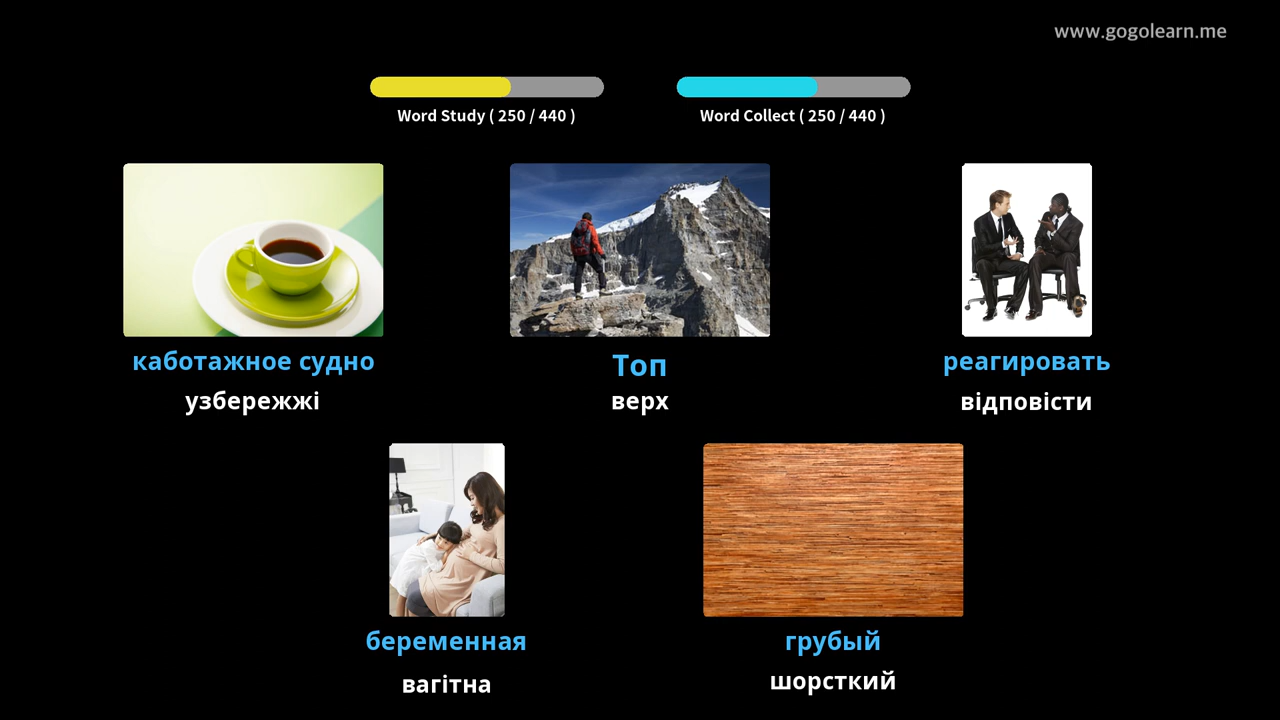 www.gogolearn.me
Word Study ( 250 / 440 )
Word Collect ( 250 / 440 )
каботажное судно
узбережжі
Топ
верх
реагировать
відповісти
беременная
вагітна
грубый
шорсткий